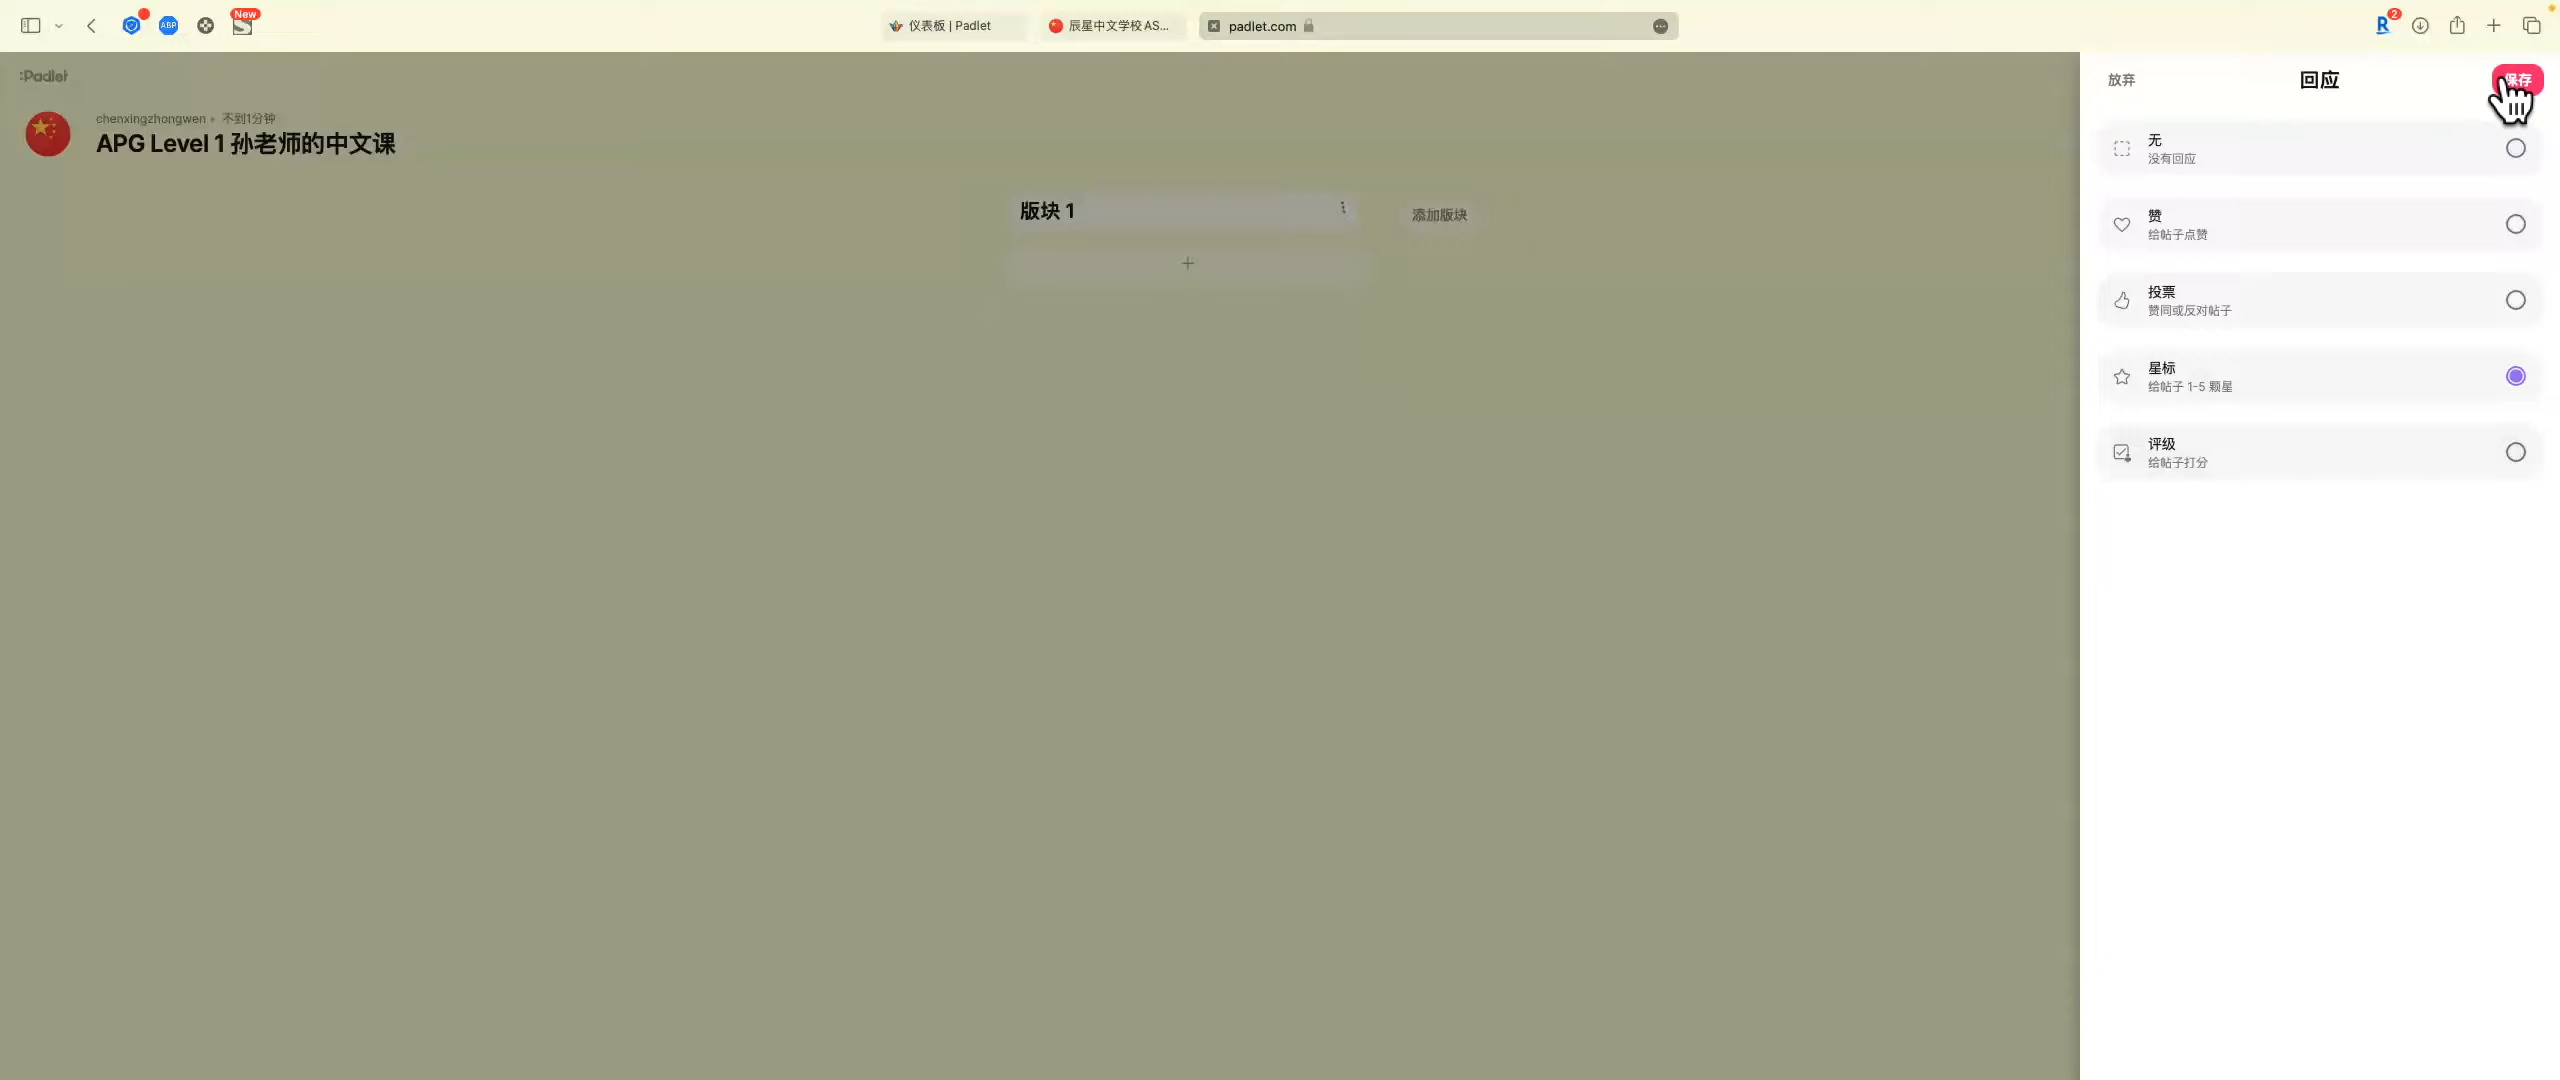 New
ABP
仪表板 | Padlet
辰星中文学校 AS...
padlet.com
2
:Padlet
chenxingzhongwen
不到1分钟
APG Level 1 孙老师的中文课
版块 1
添加版块
放弃
回应
保存
无
没有回应
赞
给帖子点赞
投票
赞同或反对帖子
星标
给帖子 1-5 颗星
评级
给帖子打分